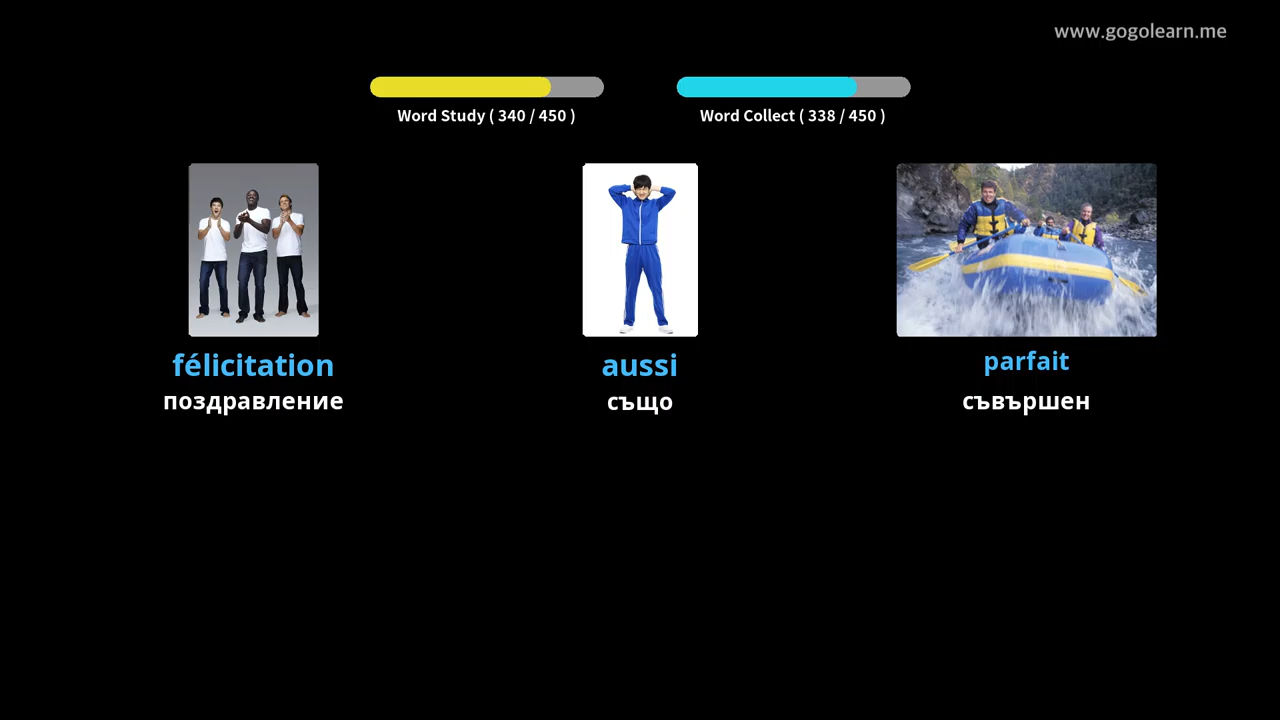 www.gogolearn.me
Word Study ( 340 / 450 )
Word Collect ( 338 / 450 )
félicitation
поздравление
aussi
също
parfait
съвършен